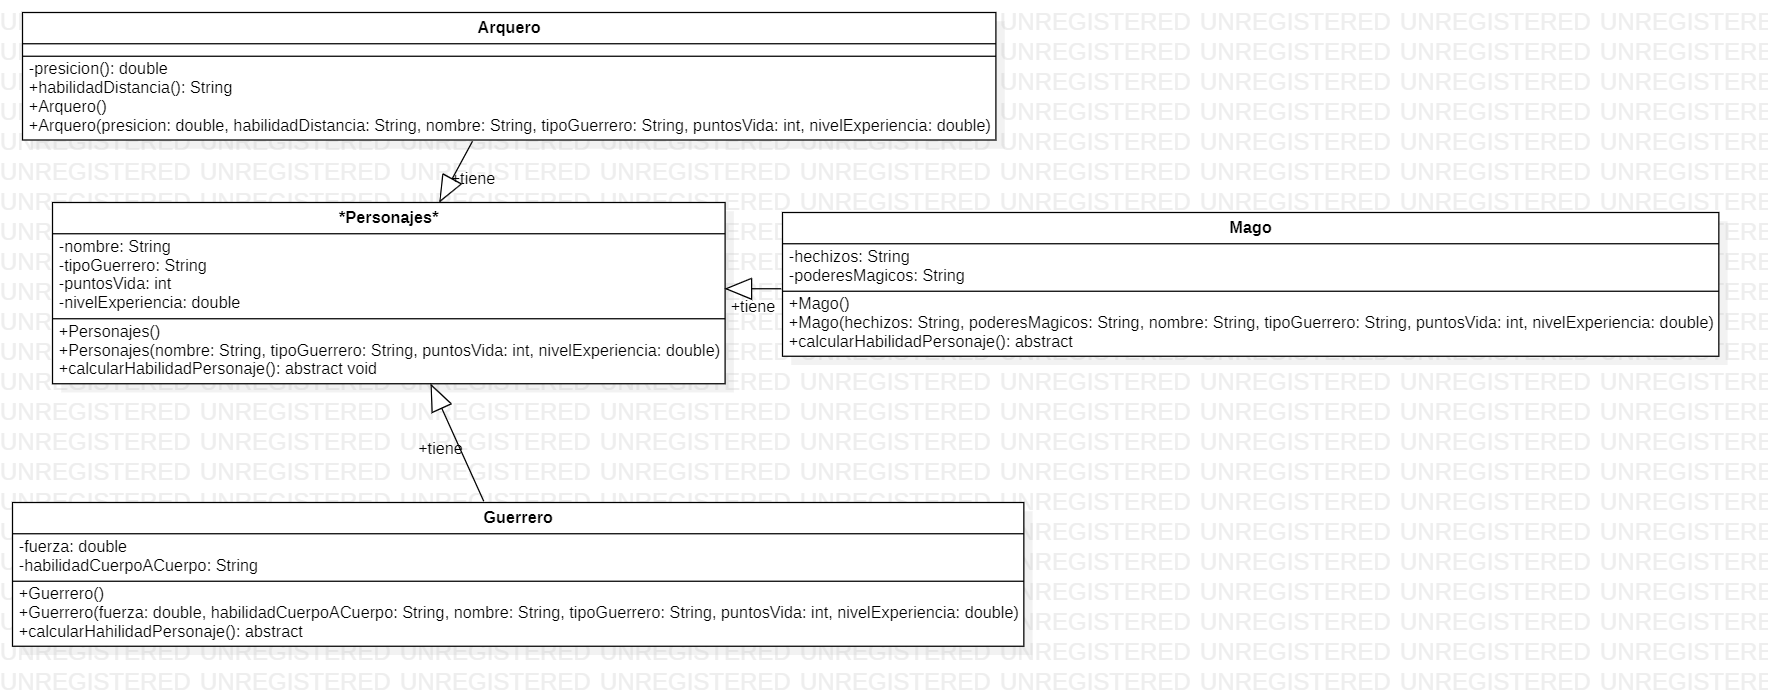 Arquero
-presicion(): double
+habilidadDistancia(): String
+Arquero()
+Arquero(presicion: double, habilidadDistancia: String, nombre: String, tipoGuerrero: String, puntosVida: int, nivelExperiencia: double)
+tiene
*Personajes*
-nombre: String
-tipoGuerrero: String
-puntosVida: int
-nivelExperiencia: double
+Personajes()
+Personajes(nombre: String, tipoGuerrero: String, puntosVida: int, nivelExperiencia: double)
+calcularHabilidadPersonaje(): abstract void
+tiene
Mago
-hechizos: String
-poderesMagicos: String
+Mago()
+Mago(hechizos: String, poderesMagicos: String, nombre: String, tipoGuerrero: String, puntosVida: int, nivelExperiencia: double)
+calcularHabilidadPersonaje(): abstract
+tiene
Guerrero
-fuerza: double
-habilidadCuerpoACuerpo: String
+Guerrero()
+Guerrero(fuerza: double, habilidadCuerpoACuerpo: String, nombre: String, tipoGuerrero: String, puntosVida: int, nivelExperiencia: double)
+calcularHahilidadPersonaje(): abstract
UNREGISTERED